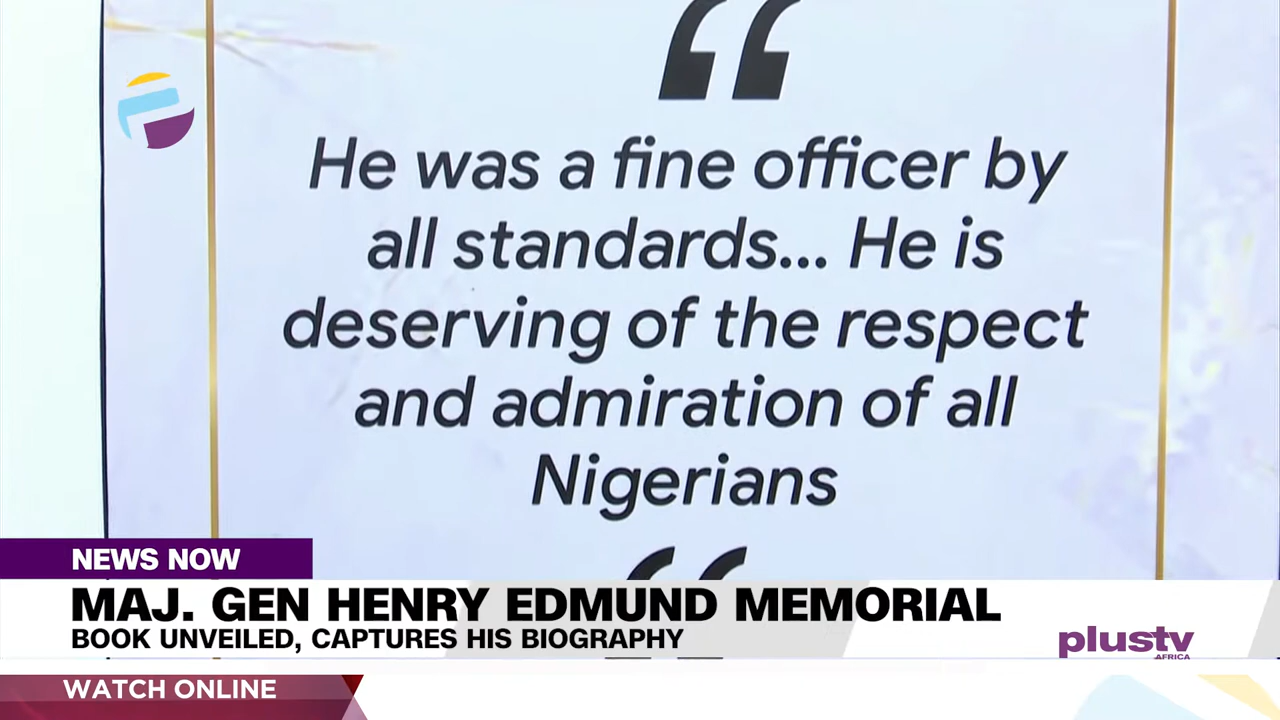 “
He was a fine officer by
all standards... He is
deserving of the respect
and admiration of all
Nigerians
“
NEWS NOW
MAJ. GEN HENRY EDMUND MEMORIAL
BOOK UNVEILED, CAPTURES HIS BIOGRAPHY
plustv
AFRICA
WATCH ONLINE